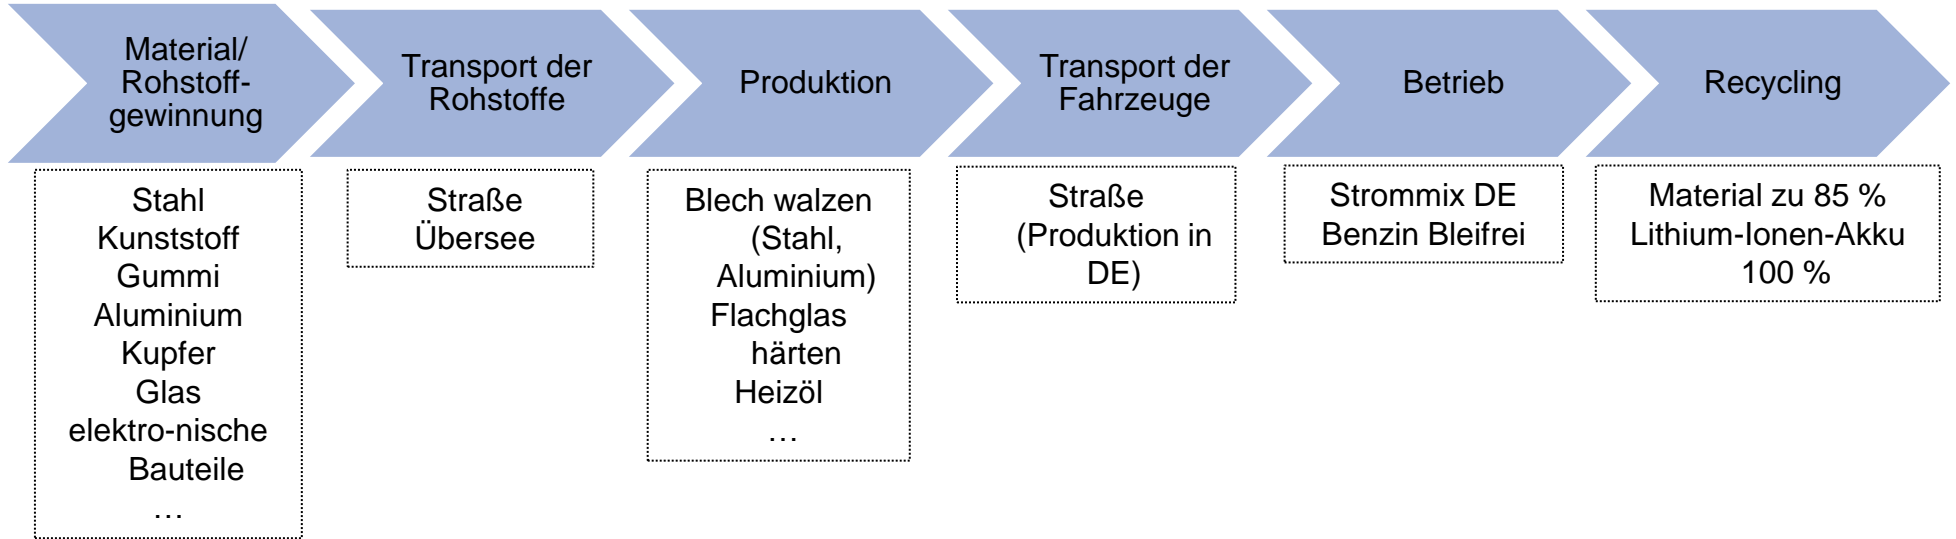 Material/
Rohstoff-
gewinnung
Transport der
Rohstoffe
Produktion
Transport der
Fahrzeuge
Betrieb
Recycling
Stahl
Kunststoff
Gummi
Aluminium
Kupfer
Glas
elektro-nische
Bauteile
…
Straße
Übersee
Blech walzen
(Stahl,
Aluminium)
Flachglas
härten
Heizöl
…
Straße
(Produktion in
DE)
Strommix DE
Benzin Bleifrei
Material zu 85 %
Lithium-Ionen-Akku
100 %